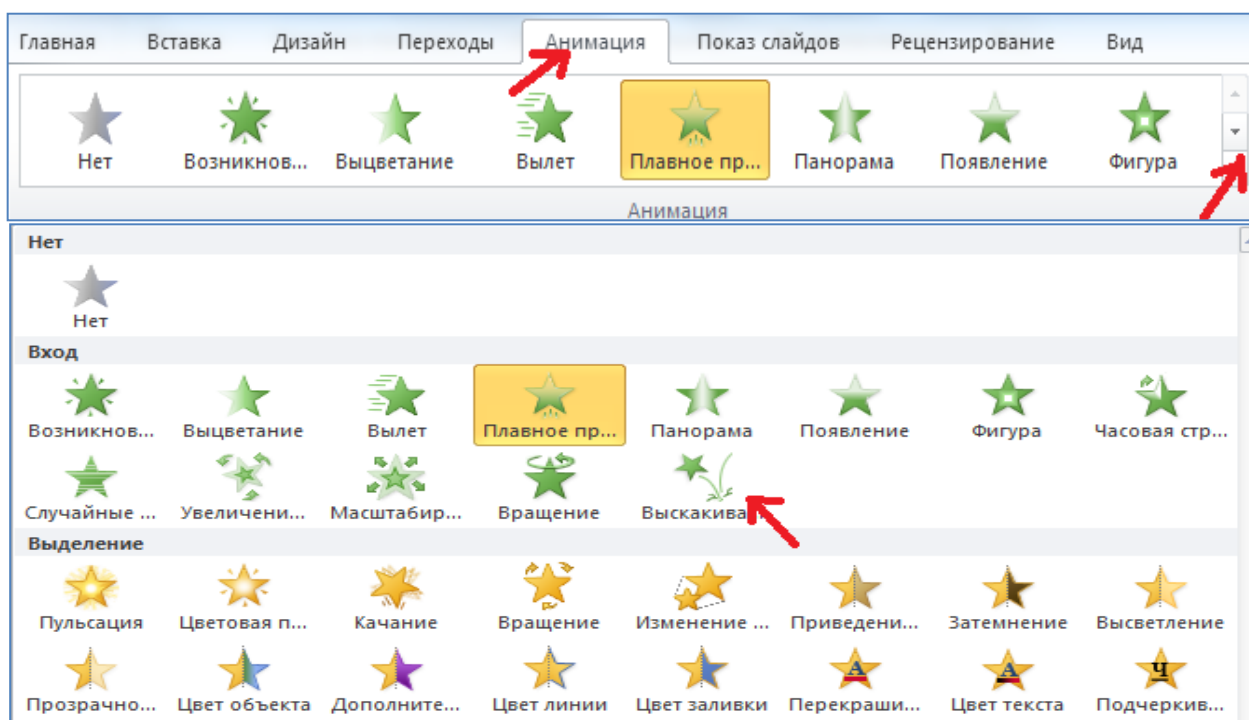 Главная Вставка Дизайн Переходы Анимация Показ слайдов Рецензирование Вид
Нет Возникнов... Выцветание Вылет Плавное пр... Панорама Появление Фигура
Анимация
Нет
Нет
Вход
Возникнов... Выцветание Вылет Плавное пр... Панорама Появление Фигура Часовая стр...
Случайные ... Увеличени... Масштабир... Вращение Выскакива
Выделение
Пульсация Цветовая п... Качание Вращение Изменение ... Приведени... Затемнение Высветление
Прозрачно... Цвет объекта Дополните... Цвет линии Цвет заливки Перекраши... Цвет текста Подчеркив...